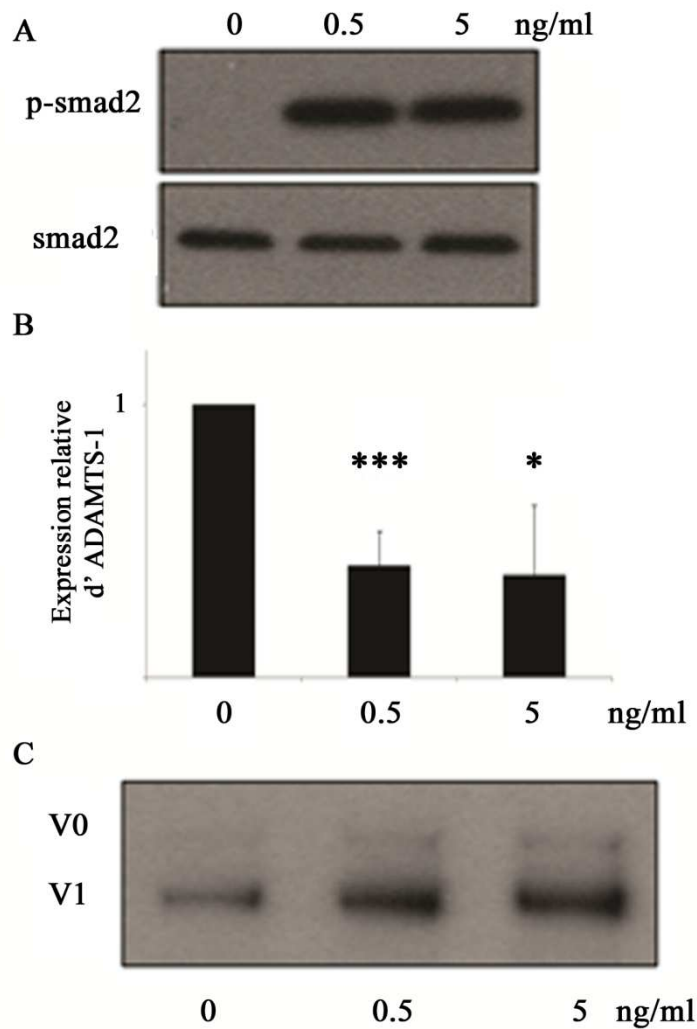 A
0 0.5 5 ng/ml
p-smad2
smad2
B
1
Expression relative
d' ADAMTS-1
*** *
0 0.5 5 ng/ml
C
V0
V1
0 0.5 5 ng/ml